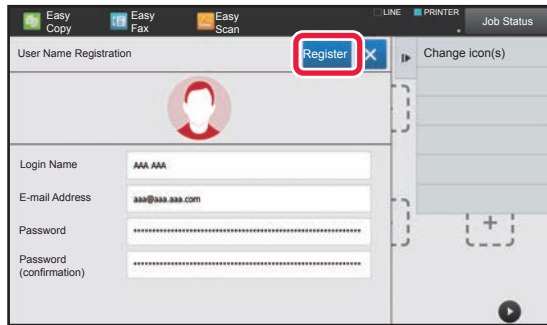 Easy Copy
Easy Fax
Easy Scan
LINE
PRINTER
Job Status
User Name Registration
Register
Change icon(s)
Login Name
AAA AAA
E-mail Address
aaa@aaa.aaa.com
Password
Password
(confirmation)